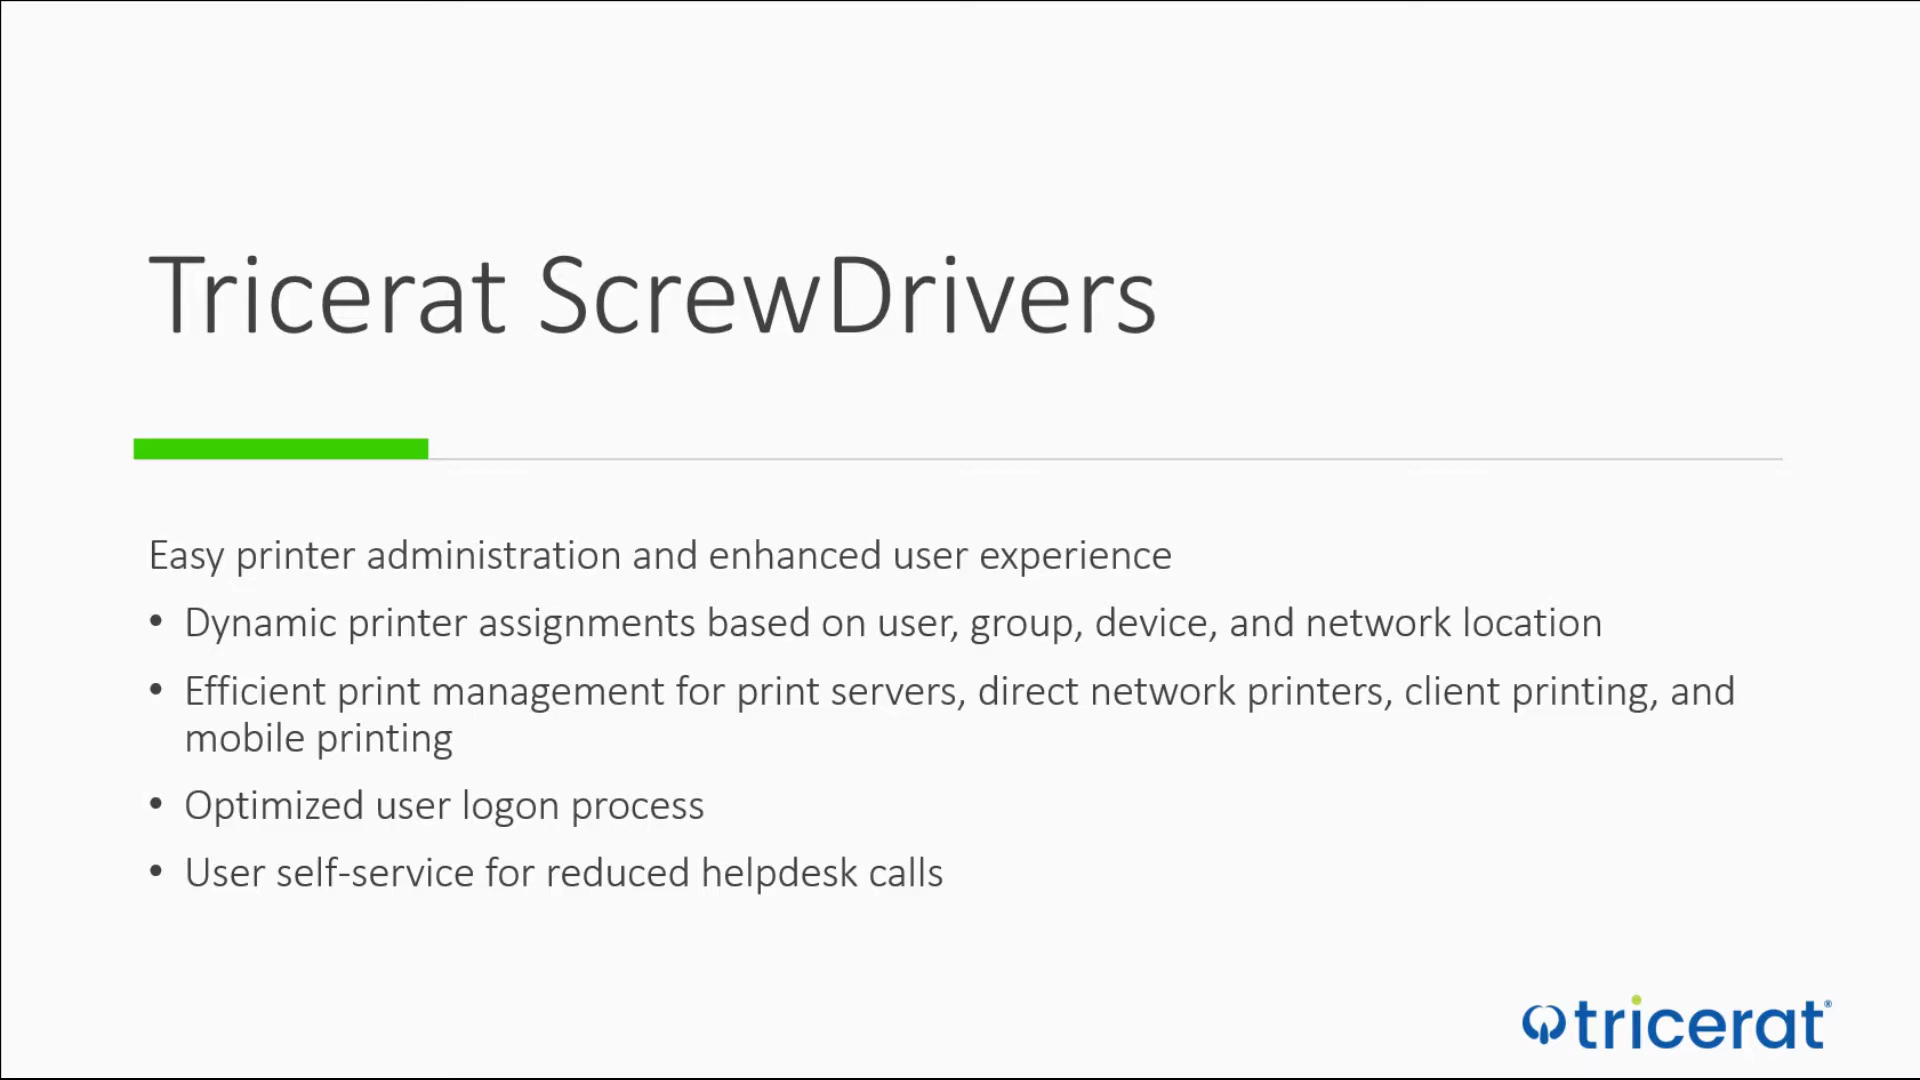 Tricerat ScrewDrivers
Easy printer administration and enhanced user experience
• Dynamic printer assignments based on user, group, device, and network location
• Efficient print management for print servers, direct network printers, client printing, and
mobile printing
• Optimized user logon process
• User self-service for reduced helpdesk calls
tricerat®